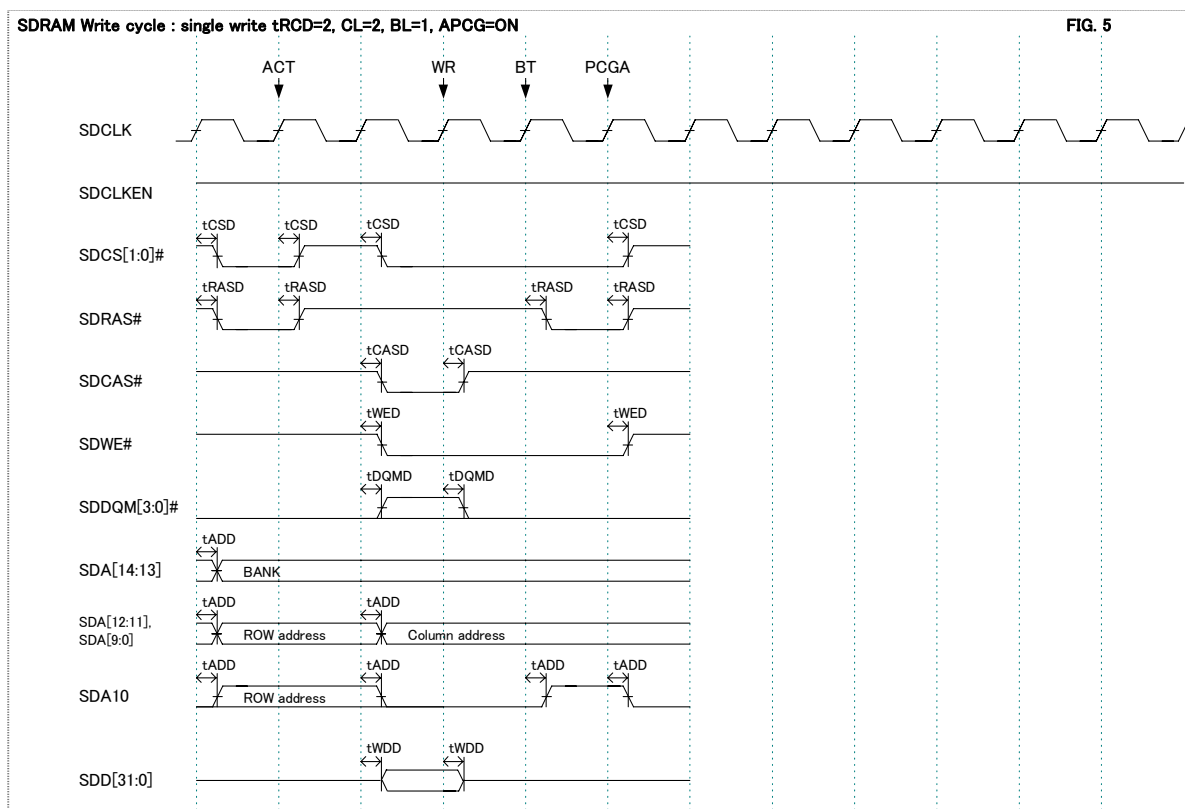 SDRAM Write cycle : single write tRCD=2, CL=2, BL=1, APCG=ON FIG. 5
ACT WR BT PCGA
SDCLK
SDCLKEN
tCSD tCSD tCSD tCSD
SDCS[1:0]#
tRASD tRASD tRASD tRASD
SDRAS#
tCASD tCASD
SDCAS#
tWED tWED
SDWE#
tDQMD tDQMD
SDDQM[3:0]#
tADD
SDA[14:13] BANK
tADD tADD
SDA[12:11],
SDA[9:0] ROW address Column address
tADD tADD tADD tADD
SDA10 ROW address
tWDD tWDD
SDD[31:0]